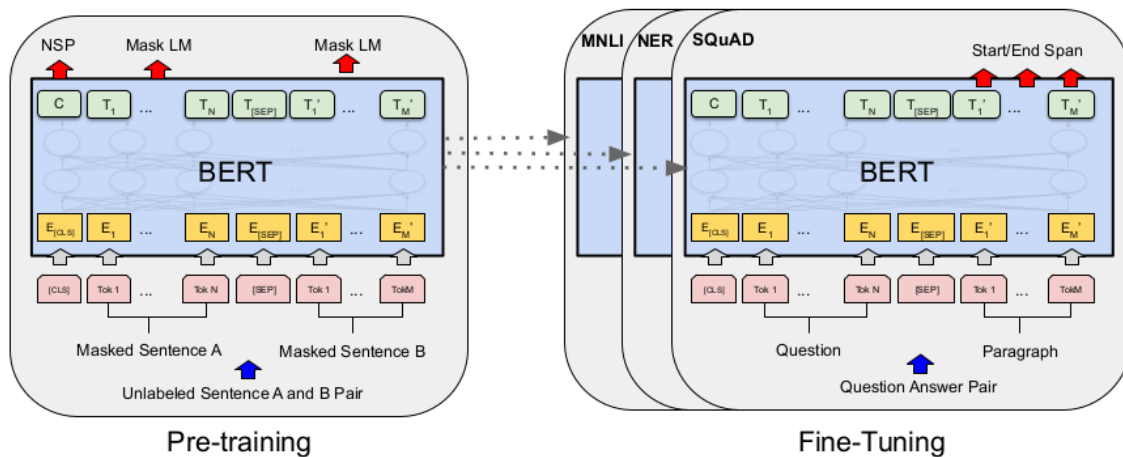 NSP Mask LM Mask LM
C T1 ... TN T[SEP] T1' ... TM'
BERT
E[CLS] E1 ... EN E[SEP] E1' ... EM'
[CLS] Tok 1 ... Tok N [SEP] Tok 1 ... TokM
Masked Sentence A Masked Sentence B
Unlabeled Sentence A and B Pair
Pre-training
MNLI NER SQuAD
Start/End Span
C T1 ... TN T[SEP] T1' ... TM'
BERT
E[CLS] E1 ... EN E[SEP] E1' ... EM'
[CLS] Tok 1 ... Tok N [SEP] Tok 1 ... TokM
Question Paragraph
Question Answer Pair
Fine-Tuning